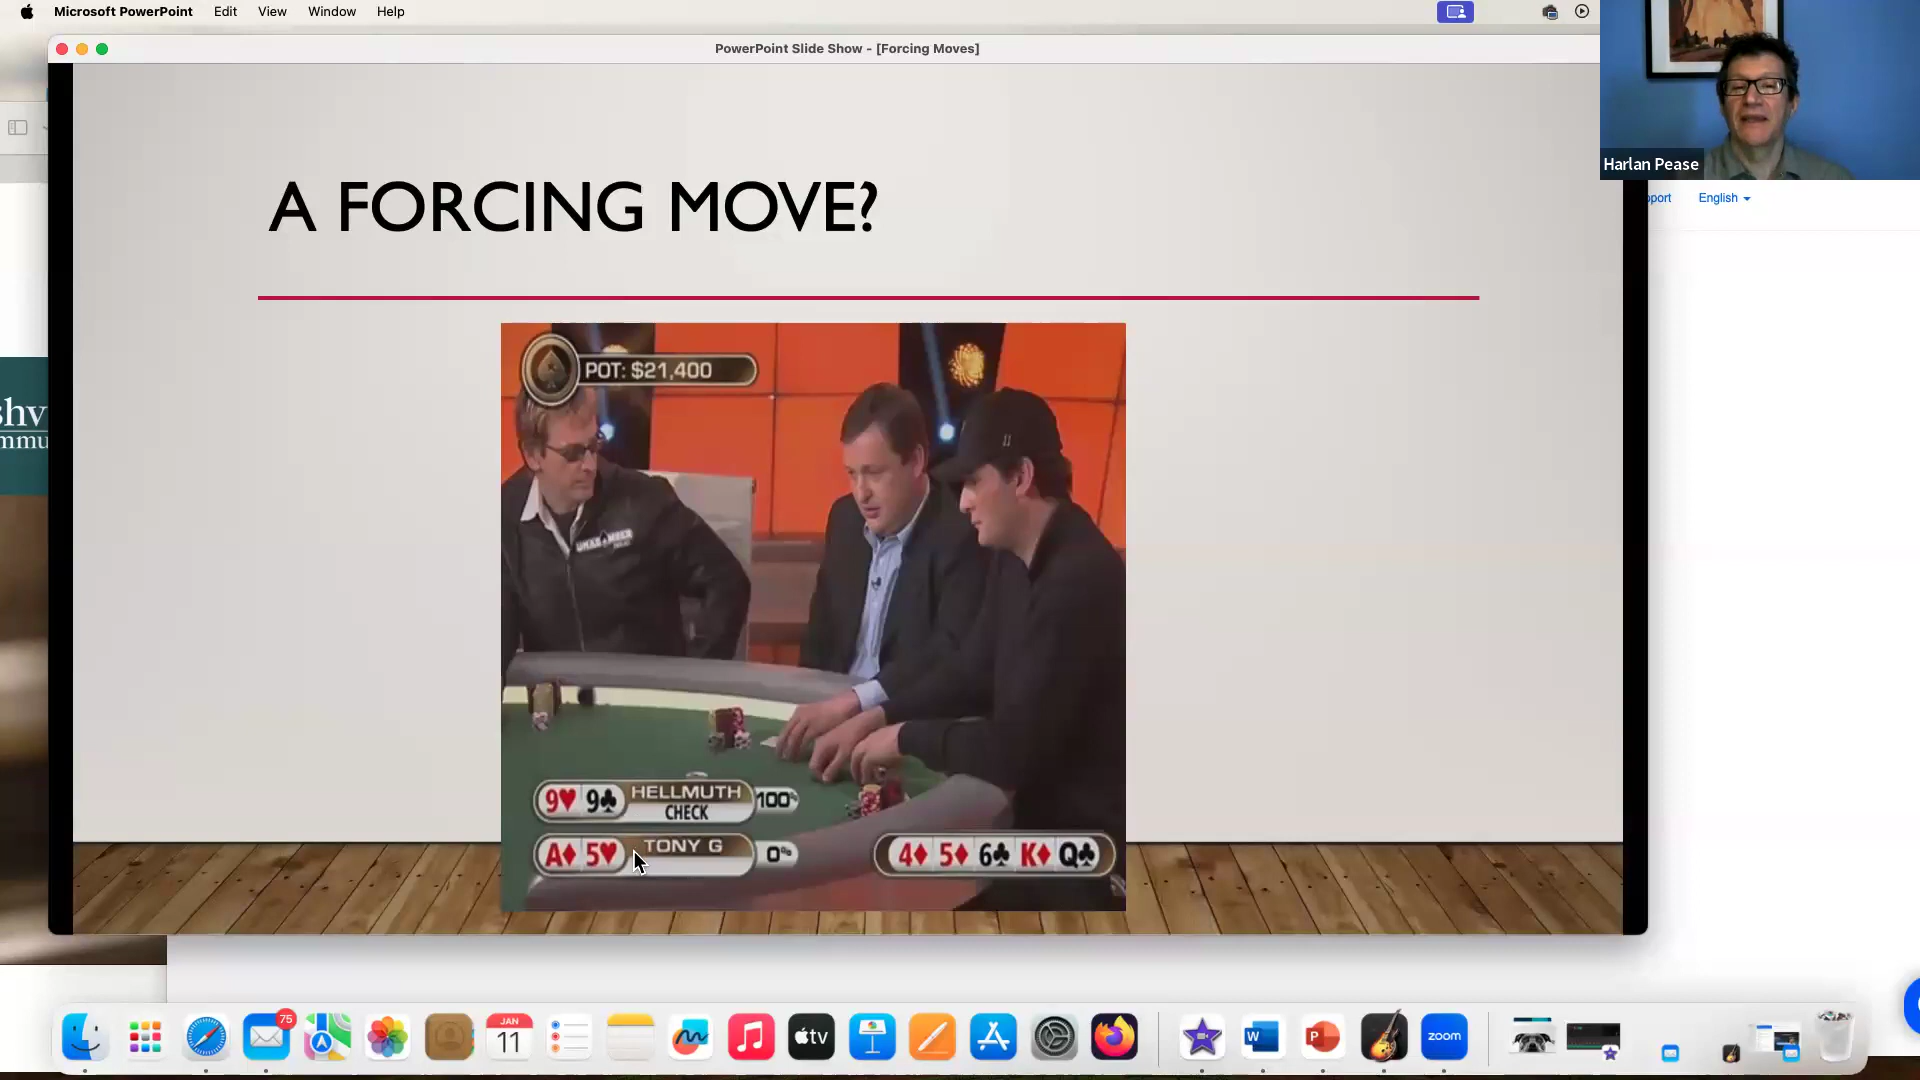 Microsoft PowerPoint Edit View Window Help
PowerPoint Slide Show - [Forcing Moves]
Harlan Pease
English
A FORCING MOVE?
POT: $21,400
9♥ 9♣ HELLMUTH 100%
CHECK
A♦ 5♥ TONY G 0%
4♦ 5♦ 6♣ K♦ Q♣
75
JAN
11
tv
W
P
zoom